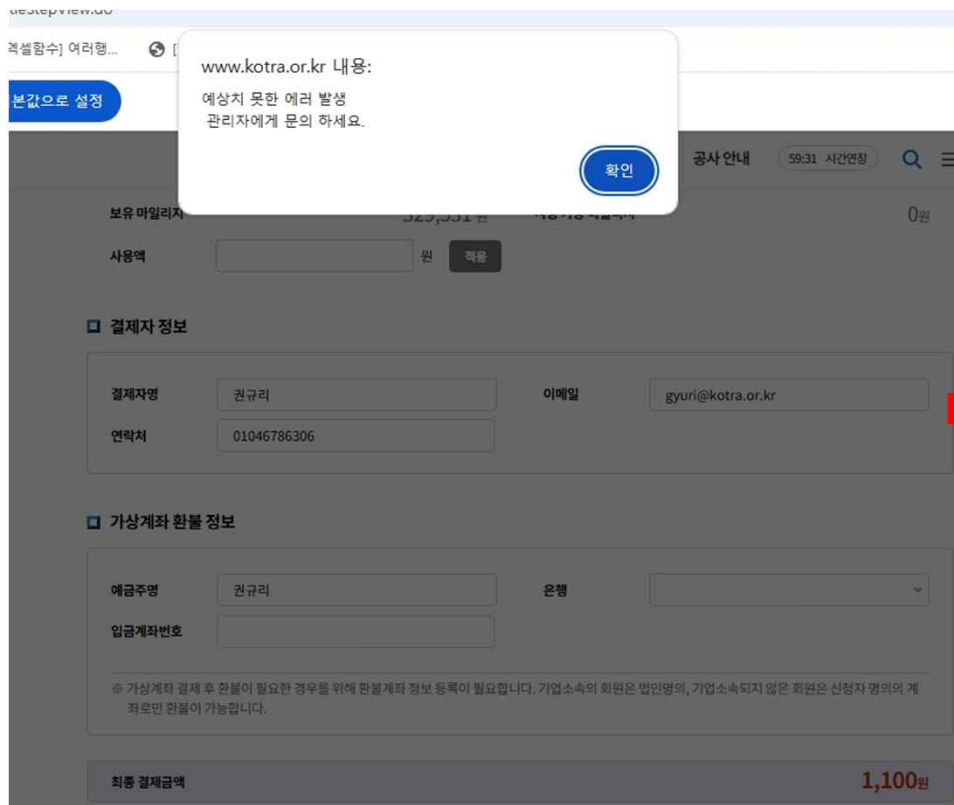 엑셀함수] 여러행...
[
본값으로 설정
www.kotra.or.kr 내용:
예상치 못한 에러 발생
관리자에게 문의 하세요.
확인
공사 안내
59:31 시간연장
보유 마일리지
원
0원
사용액
원
적용
결제자 정보
결제자명
권규리
이메일
gyuri@kotra.or.kr
연락처
01046786306
가상계좌 환불 정보
예금주명
권규리
은행
입금계좌번호
※ 가상계좌 결제 후 환불이 필요한 경우를 위해 환불계좌 정보 등록이 필요합니다. 기업소속의 회원은 법인명의, 기업소속되지 않은 회원은 신청자 명의의 계
좌로만 환불이 가능합니다.
최종 결제금액
1,100원